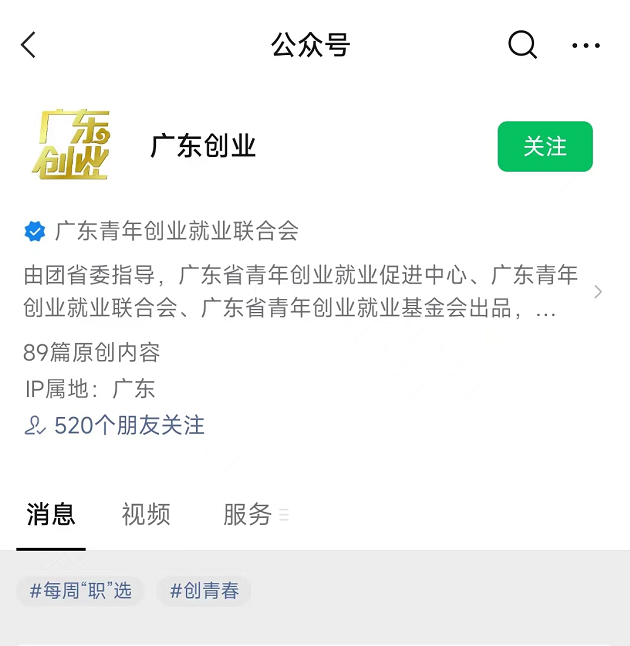 公众号
广东
创业
广东创业
关注
广东青年创业就业联合会
由团省委指导，广东省青年创业就业促进中心、广东青年
创业就业联合会、广东省青年创业就业基金会出品，...
89篇原创内容
IP属地：广东
520个朋友关注
消息 视频 服务
#每周“职”选 #创青春